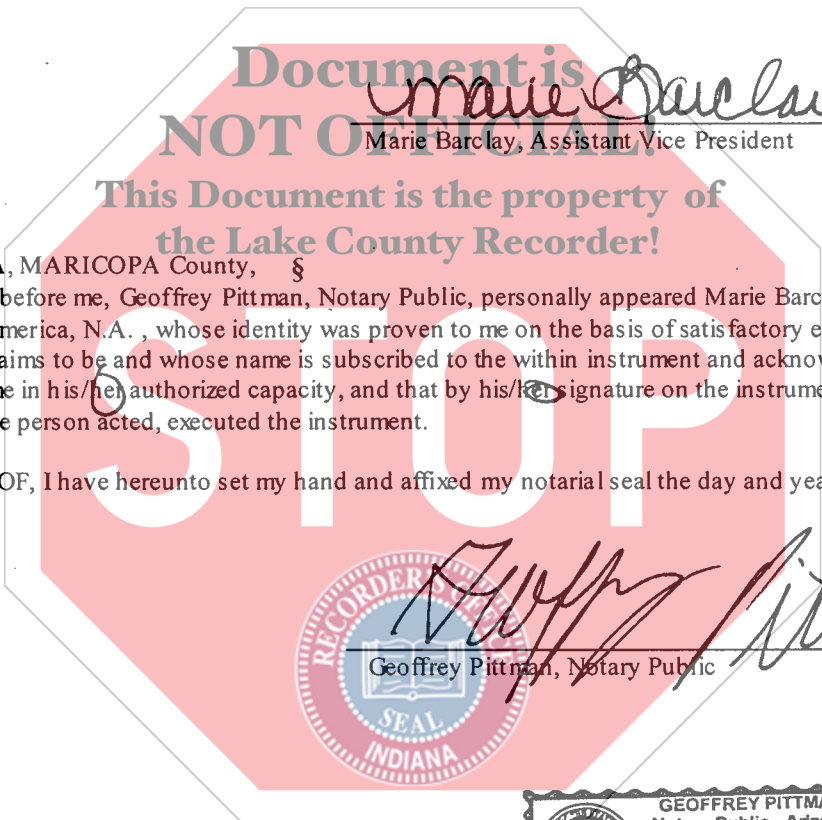 Document is
Marie Barclay
NOT OFFICIAL!
Marie Barclay, Assistant Vice President
This Document is the property of
the Lake County Recorder!
, MARICOPA County, §
before me, Geoffrey Pittman, Notary Public, personally appeared Marie Barc
merica, N.A. , whose identity was proven to me on the basis of satisfactory e
aims to be and whose name is subscribed to the within instrument and acknov
e in his/her authorized capacity, and that by his/her signature on the instrume
e person acted, executed the instrument.
STOP
OF, I have hereunto set my hand and affixed my notarial seal the day and yea
RECORDER'S OFFICE
Geoffrey Pittman, Notary Public
SEAL
INDIANA
GEOFFREY PITTMA
Notary Public, Arizo